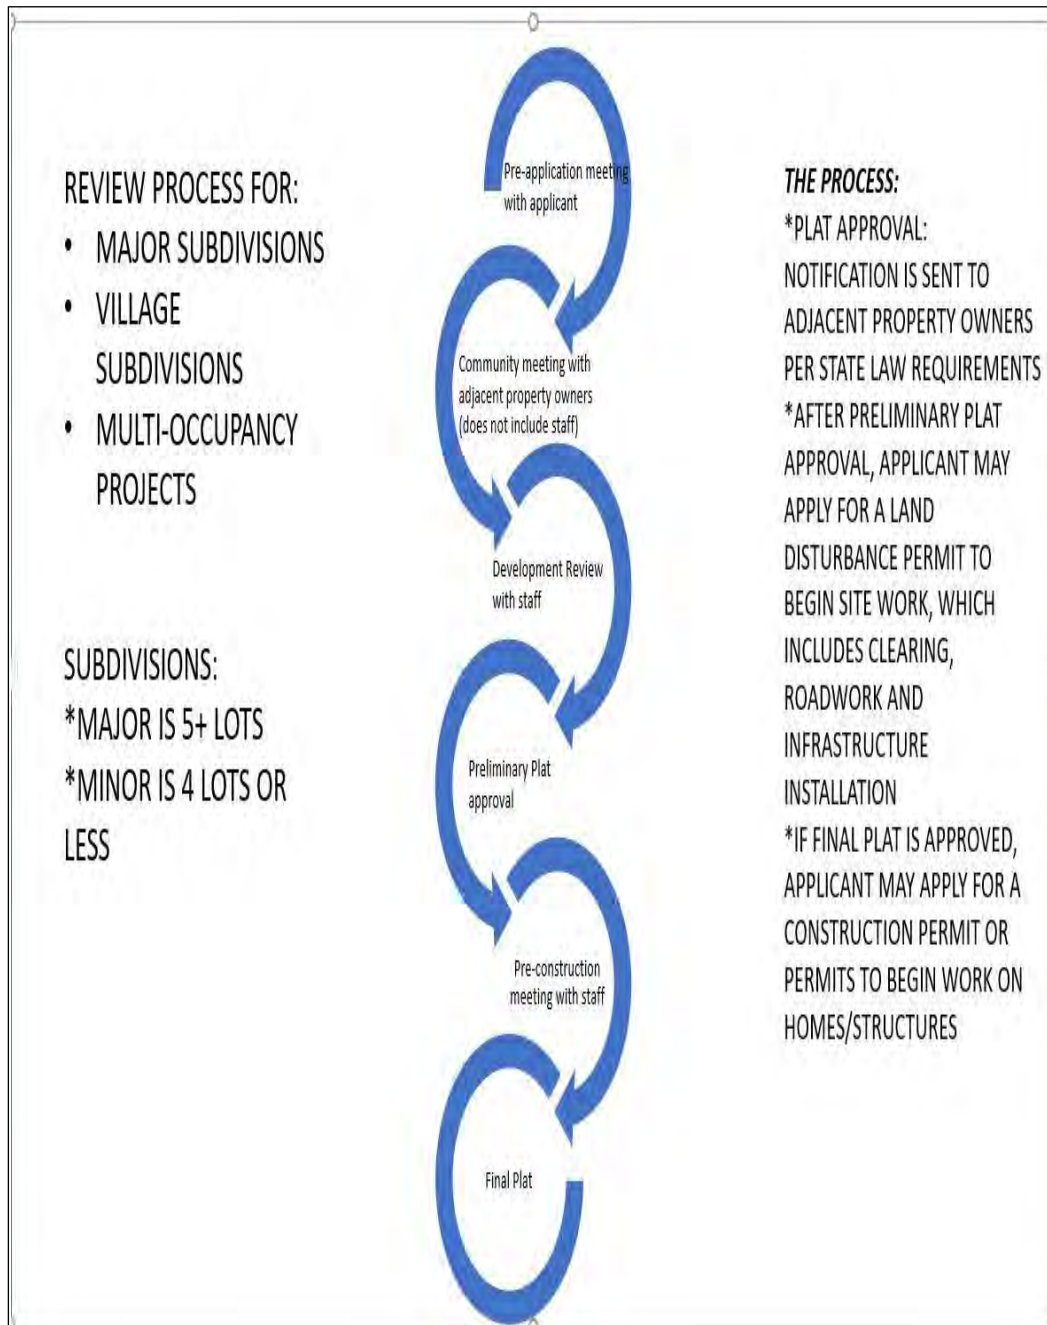 REVIEW PROCESS FOR:
• MAJOR SUBDIVISIONS
• VILLAGE
SUBDIVISIONS
• MULTI-OCCUPANCY
PROJECTS
SUBDIVISIONS:
*MAJOR IS 5+ LOTS
*MINOR IS 4 LOTS OR
LESS
Pre-application meeting
with applicant
Community meeting with
adjacent property owners
(does not include staff)
Development Review
with staff
Preliminary Plat
approval
Pre-construction
meeting with staff
Final Plat
THE PROCESS:
*PLAT APPROVAL:
NOTIFICATION IS SENT TO
ADJACENT PROPERTY OWNERS
PER STATE LAW REQUIREMENTS
*AFTER PRELIMINARY PLAT
APPROVAL, APPLICANT MAY
APPLY FOR A LAND
DISTURBANCE PERMIT TO
BEGIN SITE WORK, WHICH
INCLUDES CLEARING,
ROADWORK AND
INFRASTRUCTURE
INSTALLATION
*IF FINAL PLAT IS APPROVED,
APPLICANT MAY APPLY FOR A
CONSTRUCTION PERMIT OR
PERMITS TO BEGIN WORK ON
HOMES/STRUCTURES